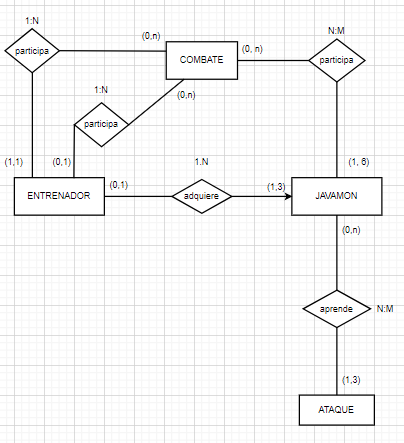 1:N
participa
(0,n)
COMBATE
(0, n)
N:M
participa
1:N
participa
(0,n)
(1,1)
(0,1)
(1, 6)
ENTRENADOR
(0,1)
1.N
adquiere
(1,3)
JAVAMON
(0,n)
aprende
N:M
(1,3)
ATAQUE